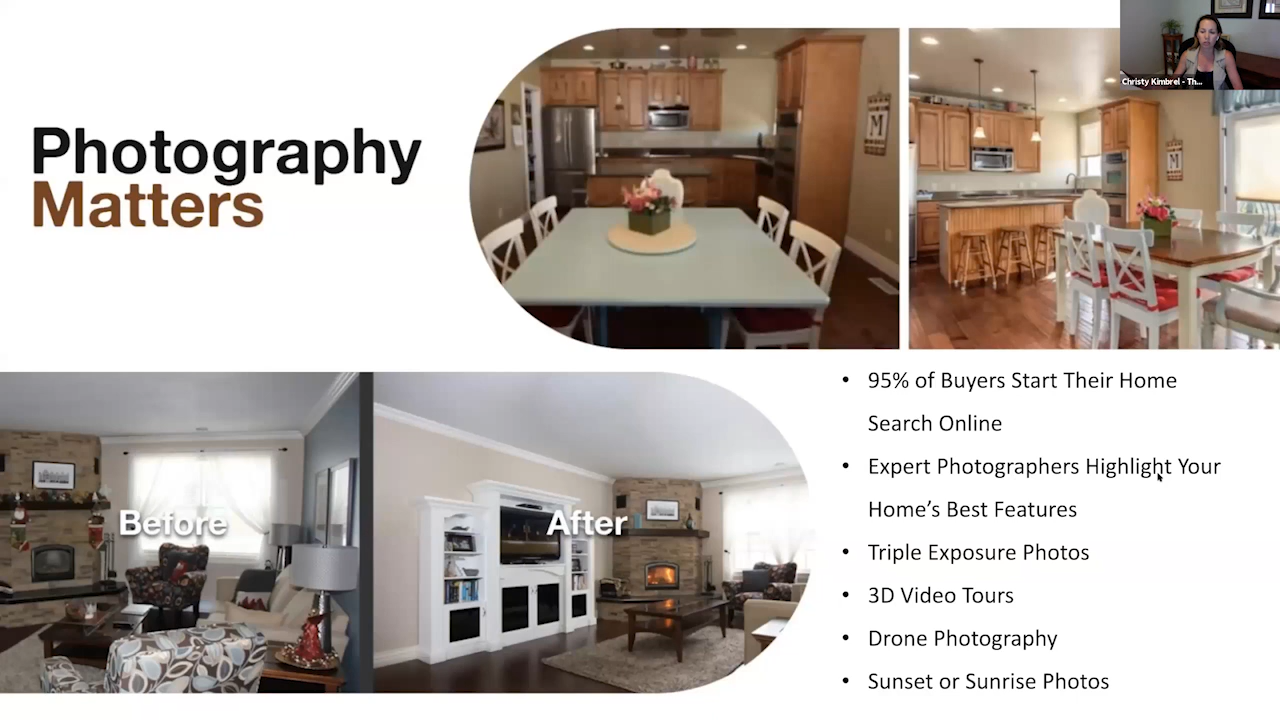 Christy Kimbrel - Th...
Photography
Matters
M
M
Before
After
• 95% of Buyers Start Their Home
Search Online
• Expert Photographers Highlight Your
Home’s Best Features
• Triple Exposure Photos
• 3D Video Tours
• Drone Photography
• Sunset or Sunrise Photos